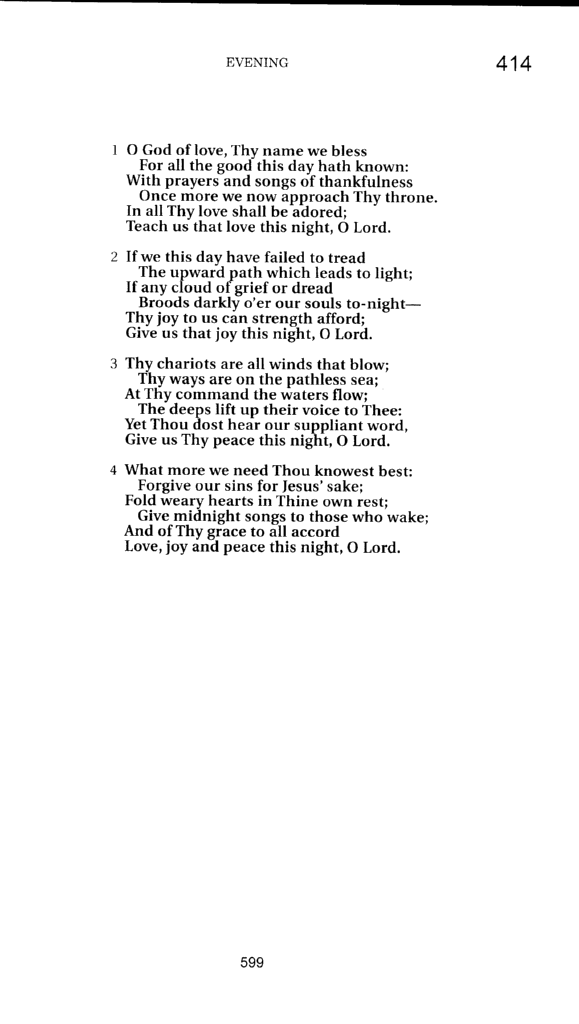 EVENING 414
1 O God of love, Thy name we bless
For all the good this day hath known:
With prayers and songs of thankfulness
Once more we now approach Thy throne.
In all Thy love shall be adored;
Teach us that love this night, O Lord.
2 If we this day have failed to tread
The upward path which leads to light;
If any cloud of grief or dread
Broods darkly o'er our souls to-night—
Thy joy to us can strength afford;
Give us that joy this night, O Lord.
3 Thy chariots are all winds that blow;
Thy ways are on the pathless sea;
At Thy command the waters flow;
The deeps lift up their voice to Thee:
Yet Thou dost hear our suppliant word,
Give us Thy peace this night, O Lord.
4 What more we need Thou knowest best:
Forgive our sins for Jesus' sake;
Fold weary hearts in Thine own rest;
Give midnight songs to those who wake;
And of Thy grace to all accord
Love, joy and peace this night, O Lord.
599